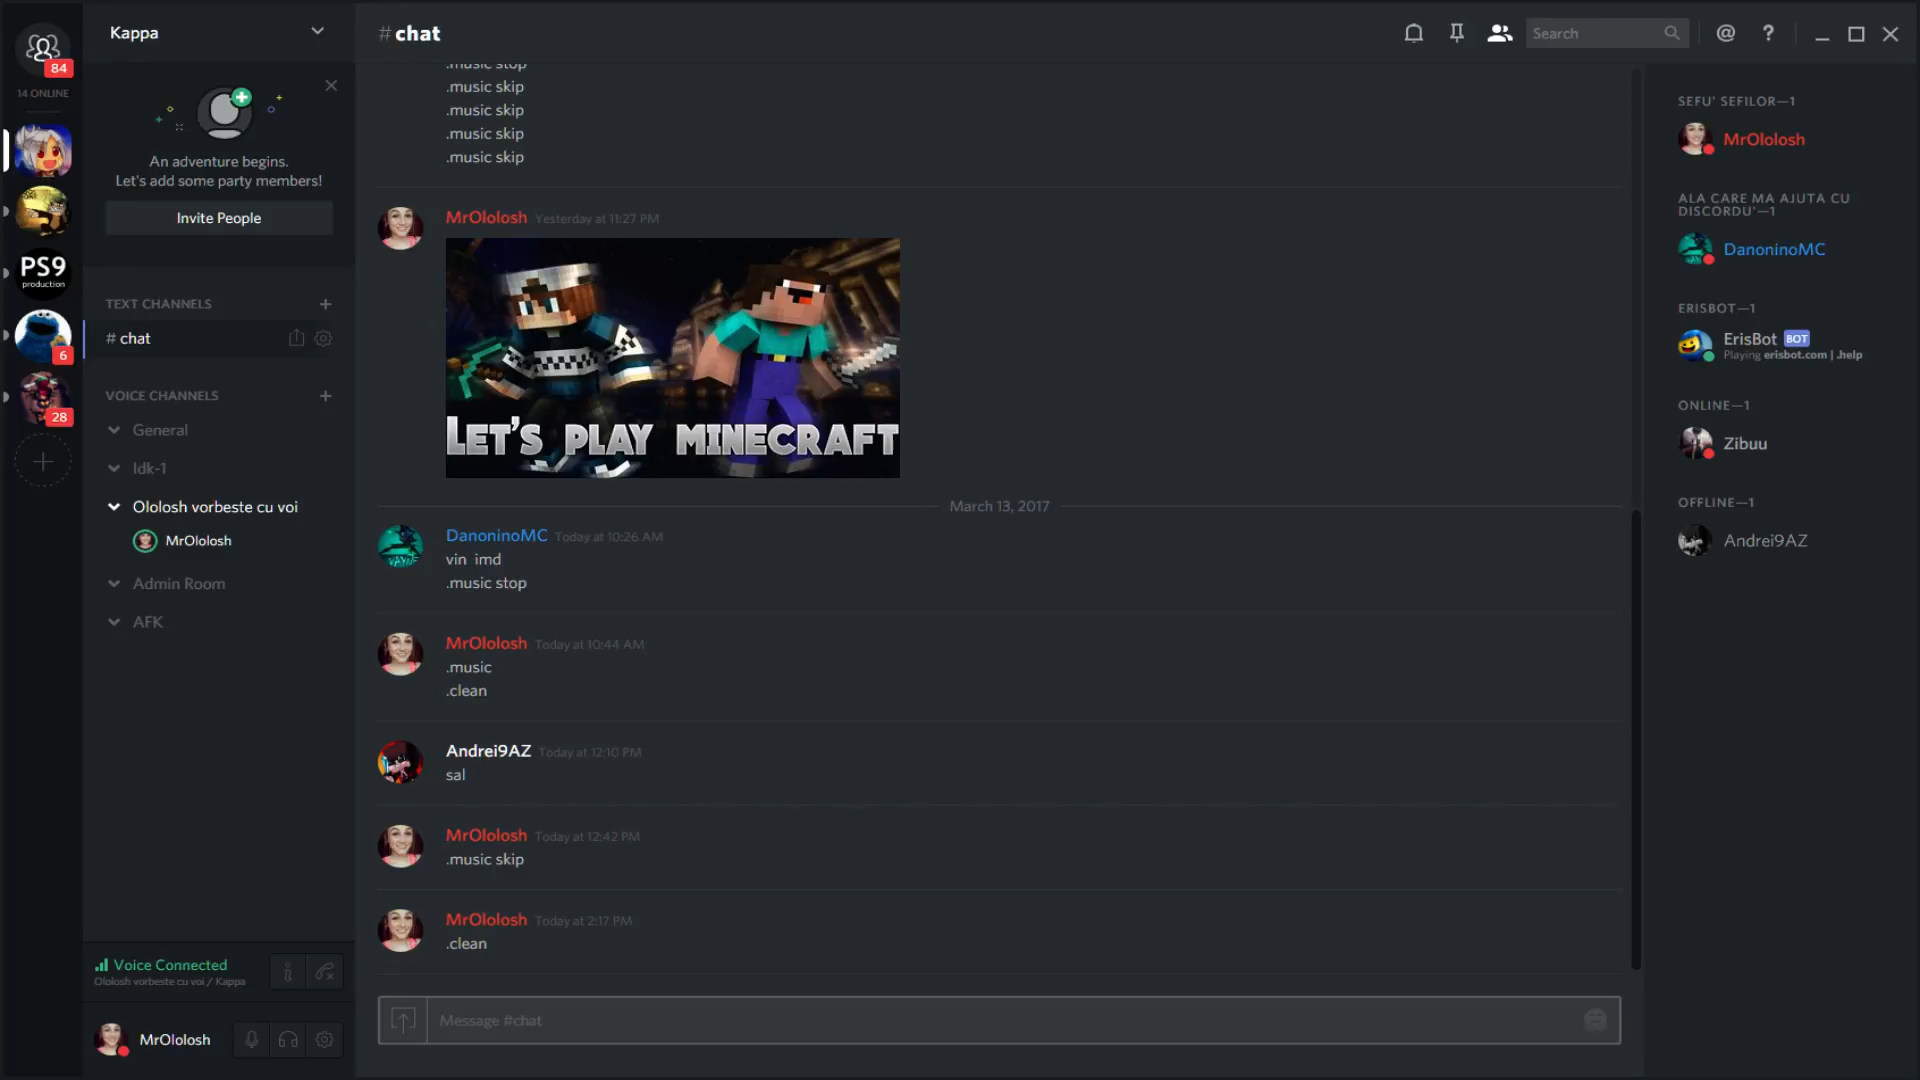 84
14 ONLINE
PS9
production
6
28
Kappa
An adventure begins.
Let's add some party members!
Invite People
TEXT CHANNELS
# chat
VOICE CHANNELS
General
Idk-1
Ololosh vorbeste cu voi
MrOlolosh
Admin Room
AFK
Voice Connected
Ololosh vorbeste cu voi / Kappa
MrOlolosh
# chat
Search
.music stop
.music skip
.music skip
.music skip
.music skip
MrOlolosh Yesterday at 11:27 PM
LET'S PLAY MINECRAFT
March 13, 2017
DanoninoMC Today at 10:26 AM
vin imd
.music stop
MrOlolosh Today at 10:44 AM
.music
.clean
Andrei9AZ Today at 12:10 PM
sal
MrOlolosh Today at 12:42 PM
.music skip
MrOlolosh Today at 2:17 PM
.clean
Message #chat
SEFU' SEFILOR—1
MrOlolosh
ALA CARE MA AJUTA CU
DISCORDU'—1
DanoninoMC
ERISBOT—1
ErisBot BOT
Playing erisbot.com | .help
ONLINE—1
Zibuu
OFFLINE—1
Andrei9AZ